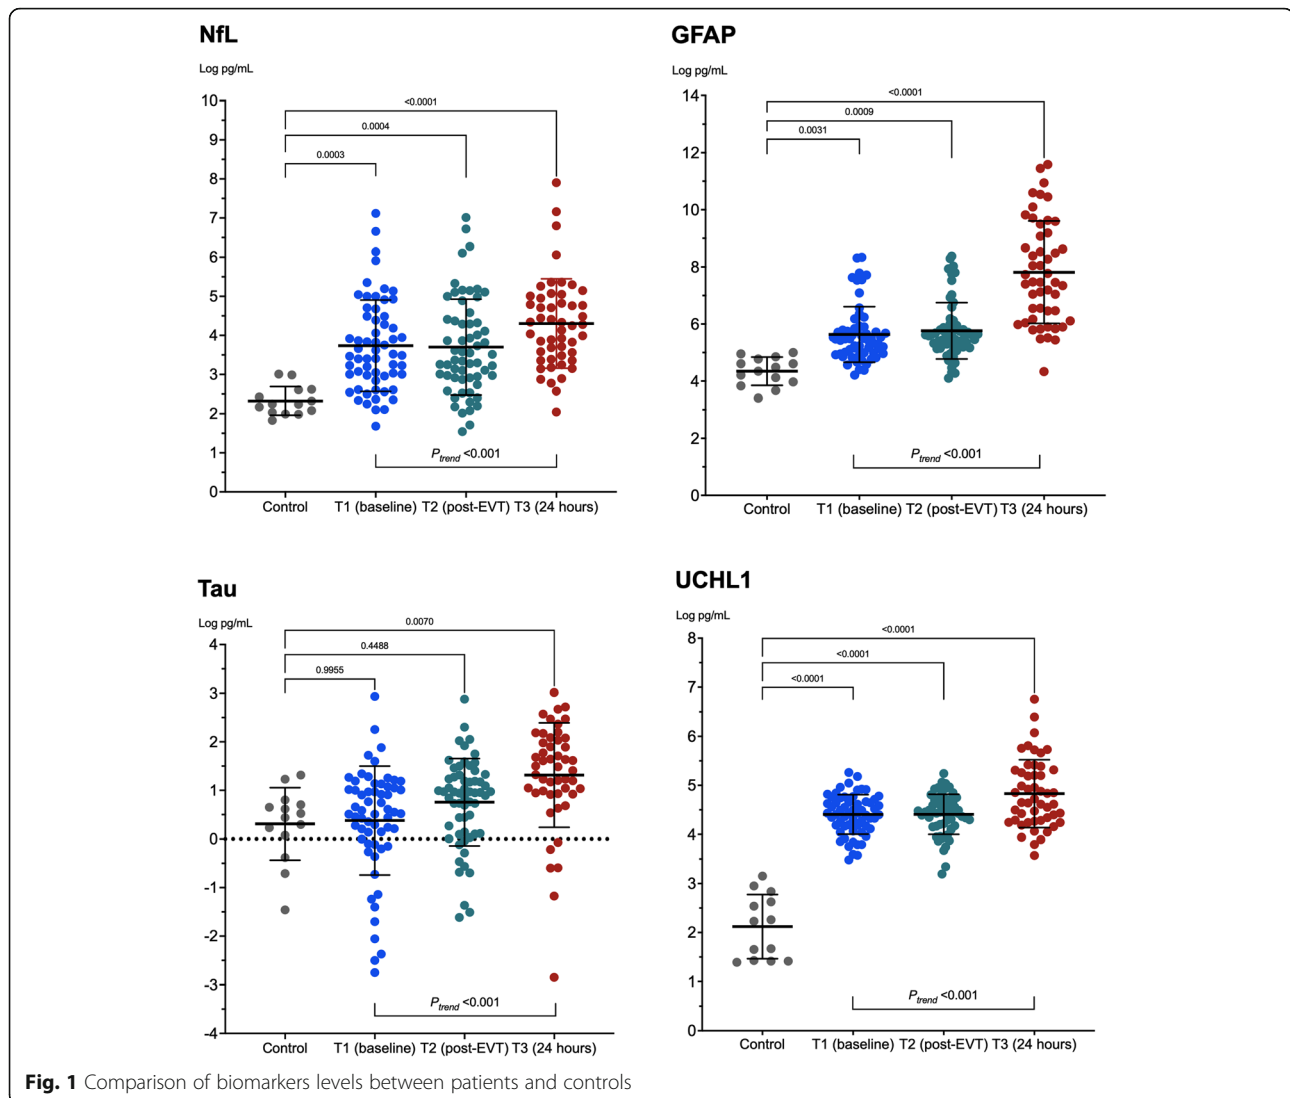 NfL
Log pg/mL
<0.0001
0.0004
0.0003
10
9
8
7
6
5
4
3
2
1
0
P_trend <0.001
Control T1 (baseline) T2 (post-EVT) T3 (24 hours)
GFAP
Log pg/mL
<0.0001
0.0009
0.0031
14
12
10
8
6
4
2
0
P_trend <0.001
Control T1 (baseline) T2 (post-EVT) T3 (24 hours)
Tau
Log pg/mL
0.0070
0.4488
0.9955
4
3
2
1
0
-1
-2
-3
-4
P_trend <0.001
Control T1 (baseline) T2 (post-EVT) T3 (24 hours)
UCHL1
Log pg/mL
<0.0001
<0.0001
<0.0001
8
7
6
5
4
3
2
1
0
P_trend <0.001
Control T1 (baseline) T2 (post-EVT) T3 (24 hours)
Fig. 1 Comparison of biomarkers levels between patients and controls